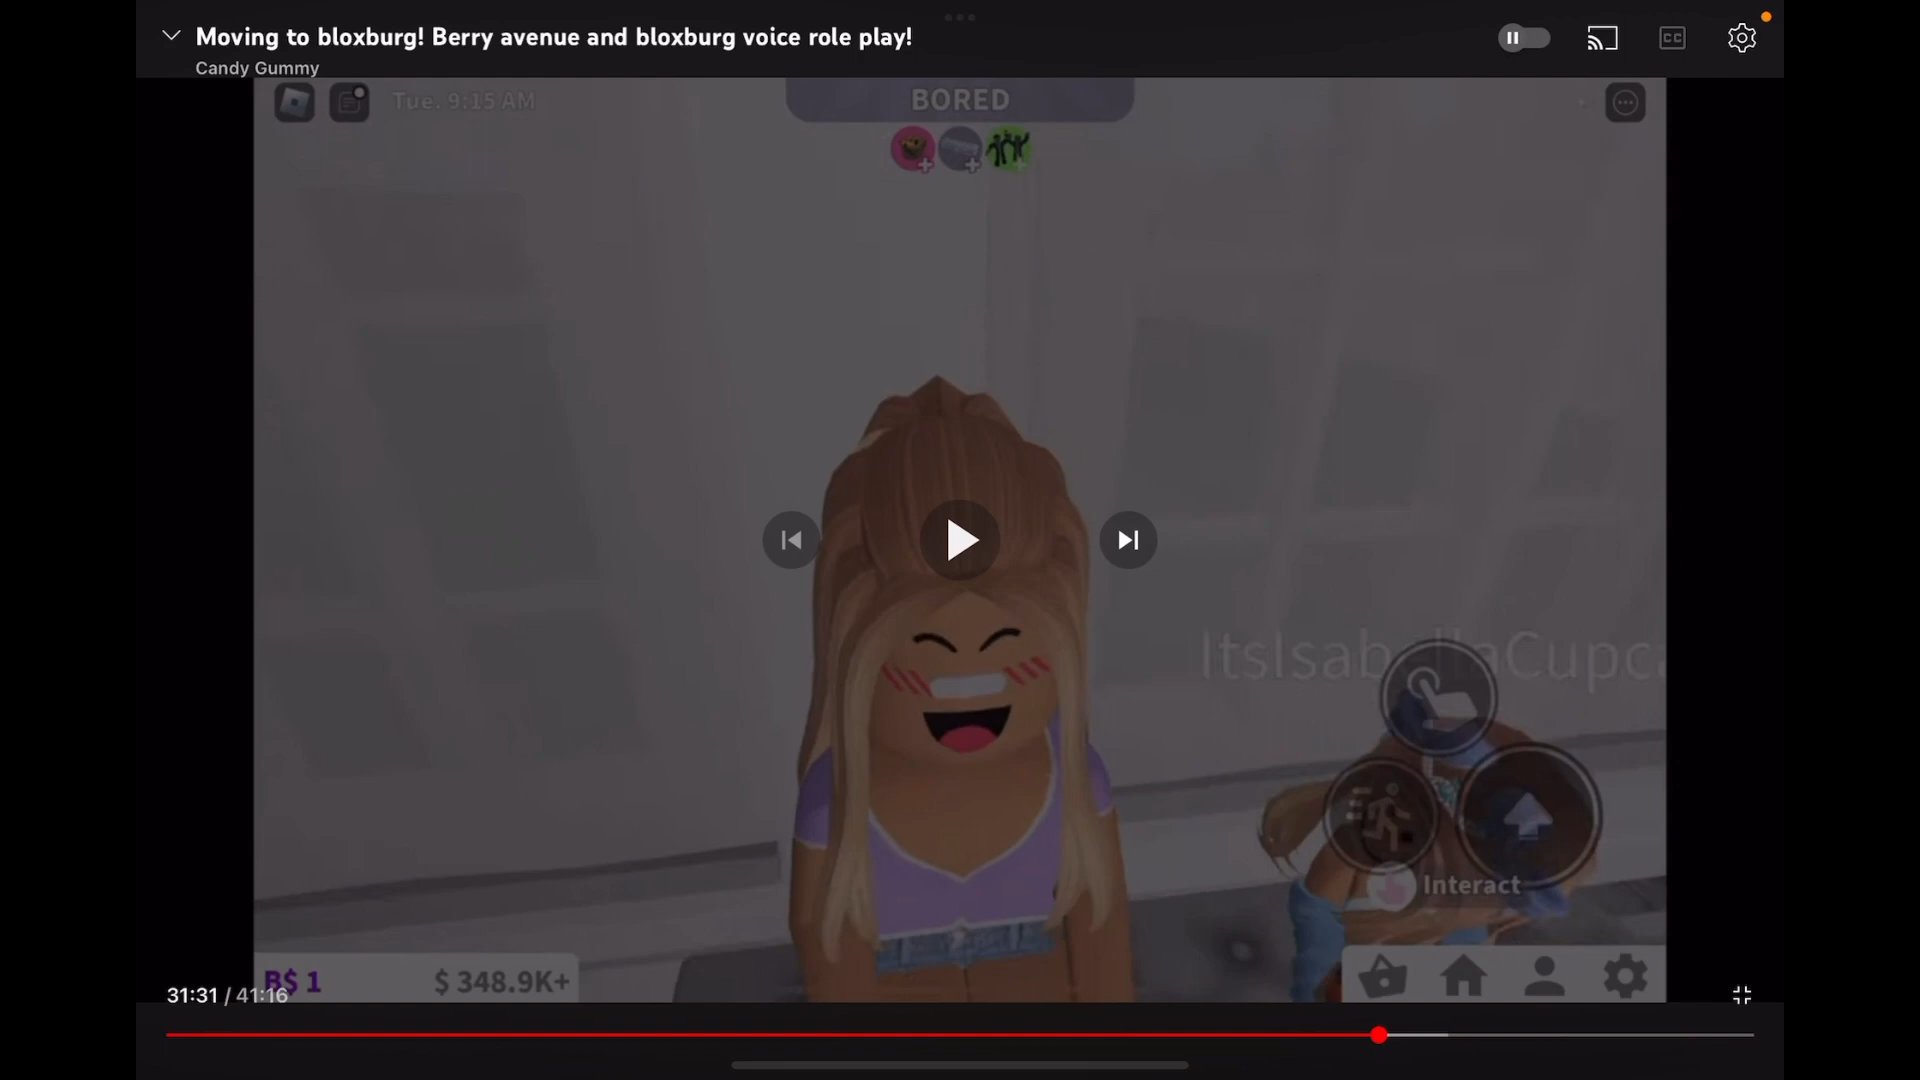 Moving to bloxburg! Berry avenue and bloxburg voice role play!
Candy Gummy
CC
Tue. 9:15 AM
BORED
Interact
B$ 1
$ 348.9K+
31:31 / 41:16